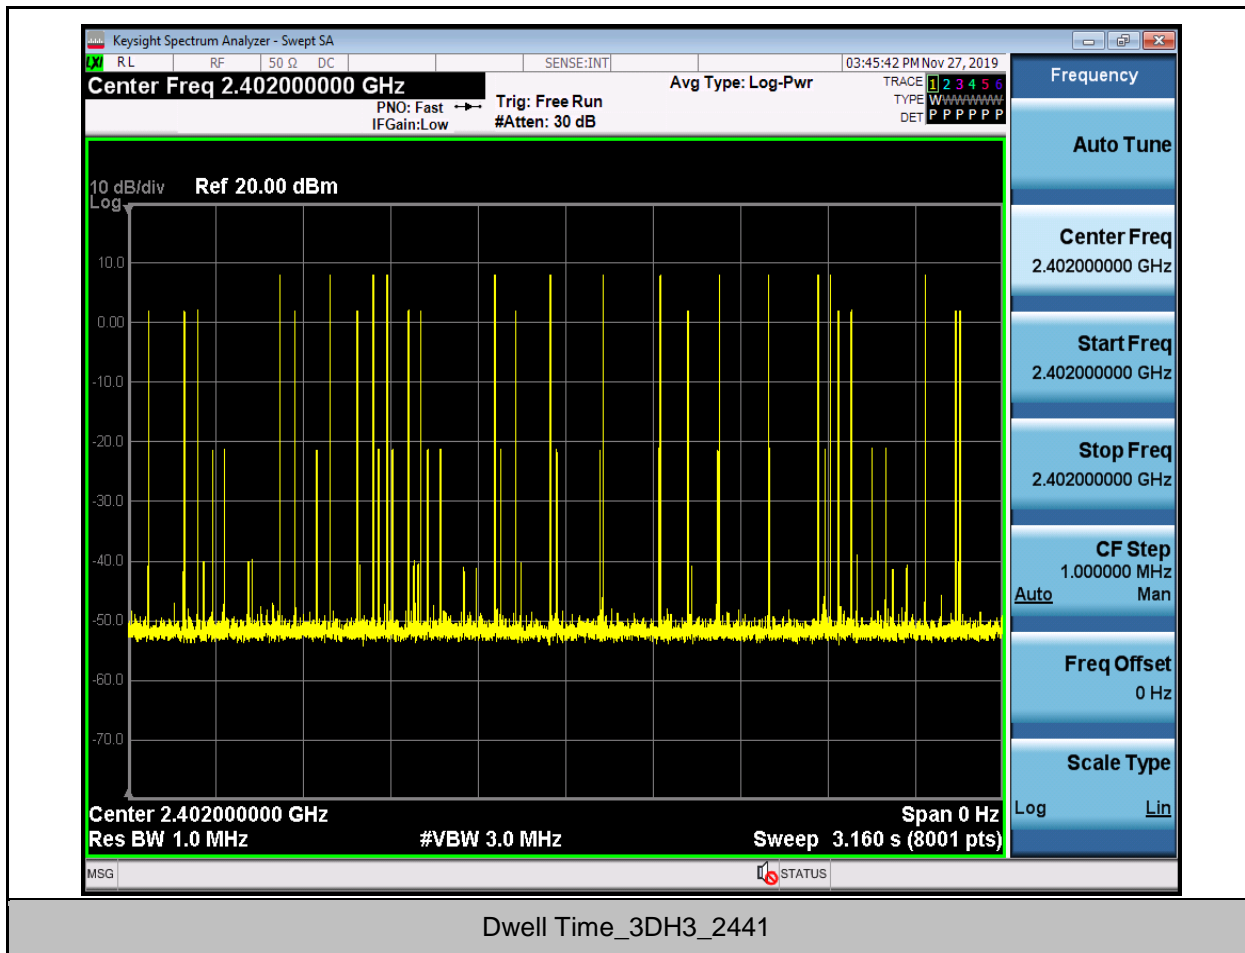 Keysight Spectrum Analyzer - Swept SA
LXI RL RF 50 Ω DC SENSE:INT 03:45:42 PM Nov 27, 2019
Center Freq 2.402000000 GHz
PNO: Fast
IFGain:Low
Trig: Free Run
#Atten: 30 dB
Avg Type: Log-Pwr
TRACE 1 2 3 4 5 6
TYPE WWWWWW
DET P P P P P P
10 dB/div Ref 20.00 dBm
Log
10.0
0.00
-10.0
-20.0
-30.0
-40.0
-50.0
-60.0
-70.0
Center 2.402000000 GHz Span 0 Hz
Res BW 1.0 MHz #VBW 3.0 MHz Sweep 3.160 s (8001 pts)
MSG STATUS
Frequency
Auto Tune
Center Freq
2.402000000 GHz
Start Freq
2.402000000 GHz
Stop Freq
2.402000000 GHz
CF Step
1.000000 MHz
Auto Man
Freq Offset
0 Hz
Scale Type
Log Lin
Dwell Time_3DH3_2441